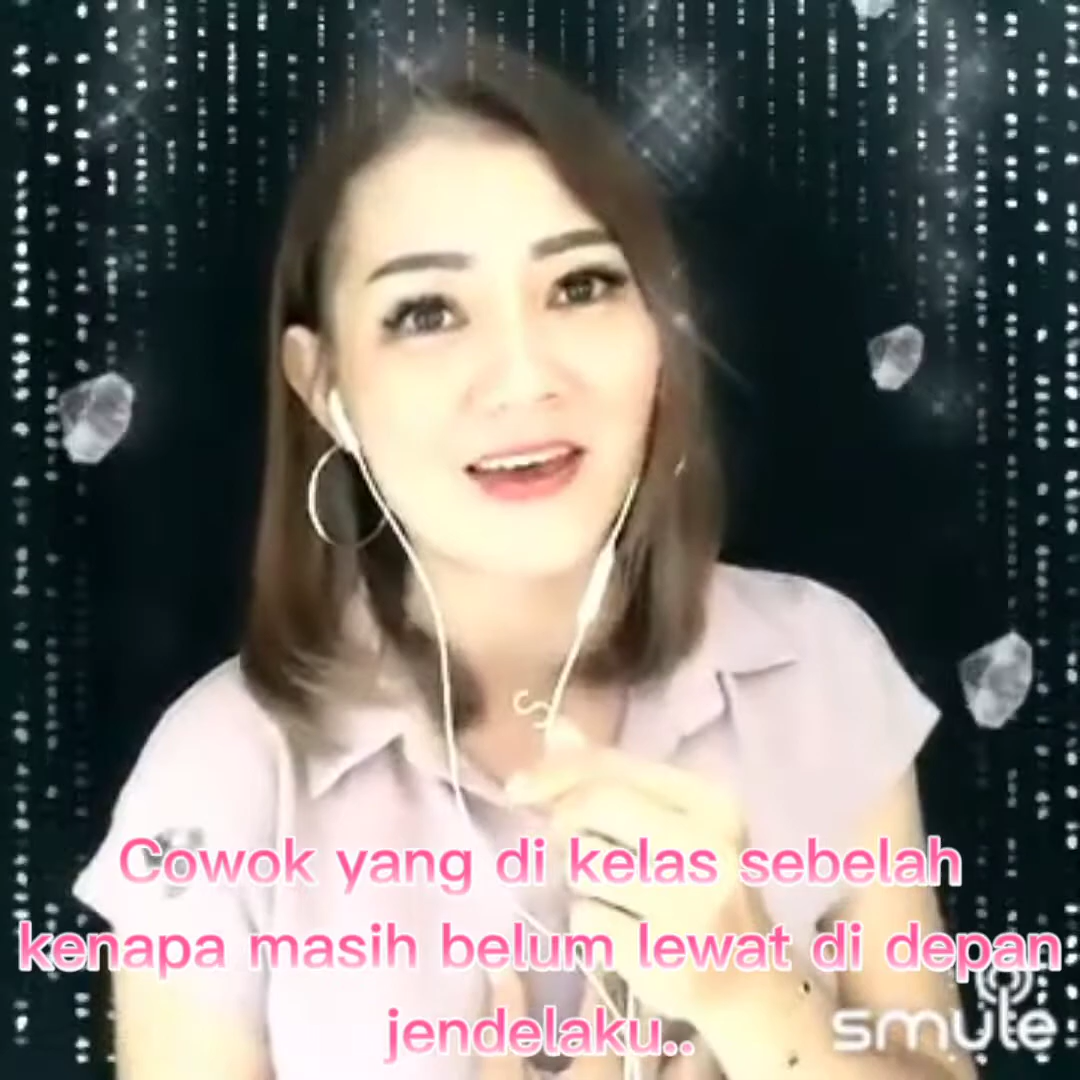 Cowok yang di kelas sebelah
kenapa masih belum lewat di depan
jendelaku..
smule